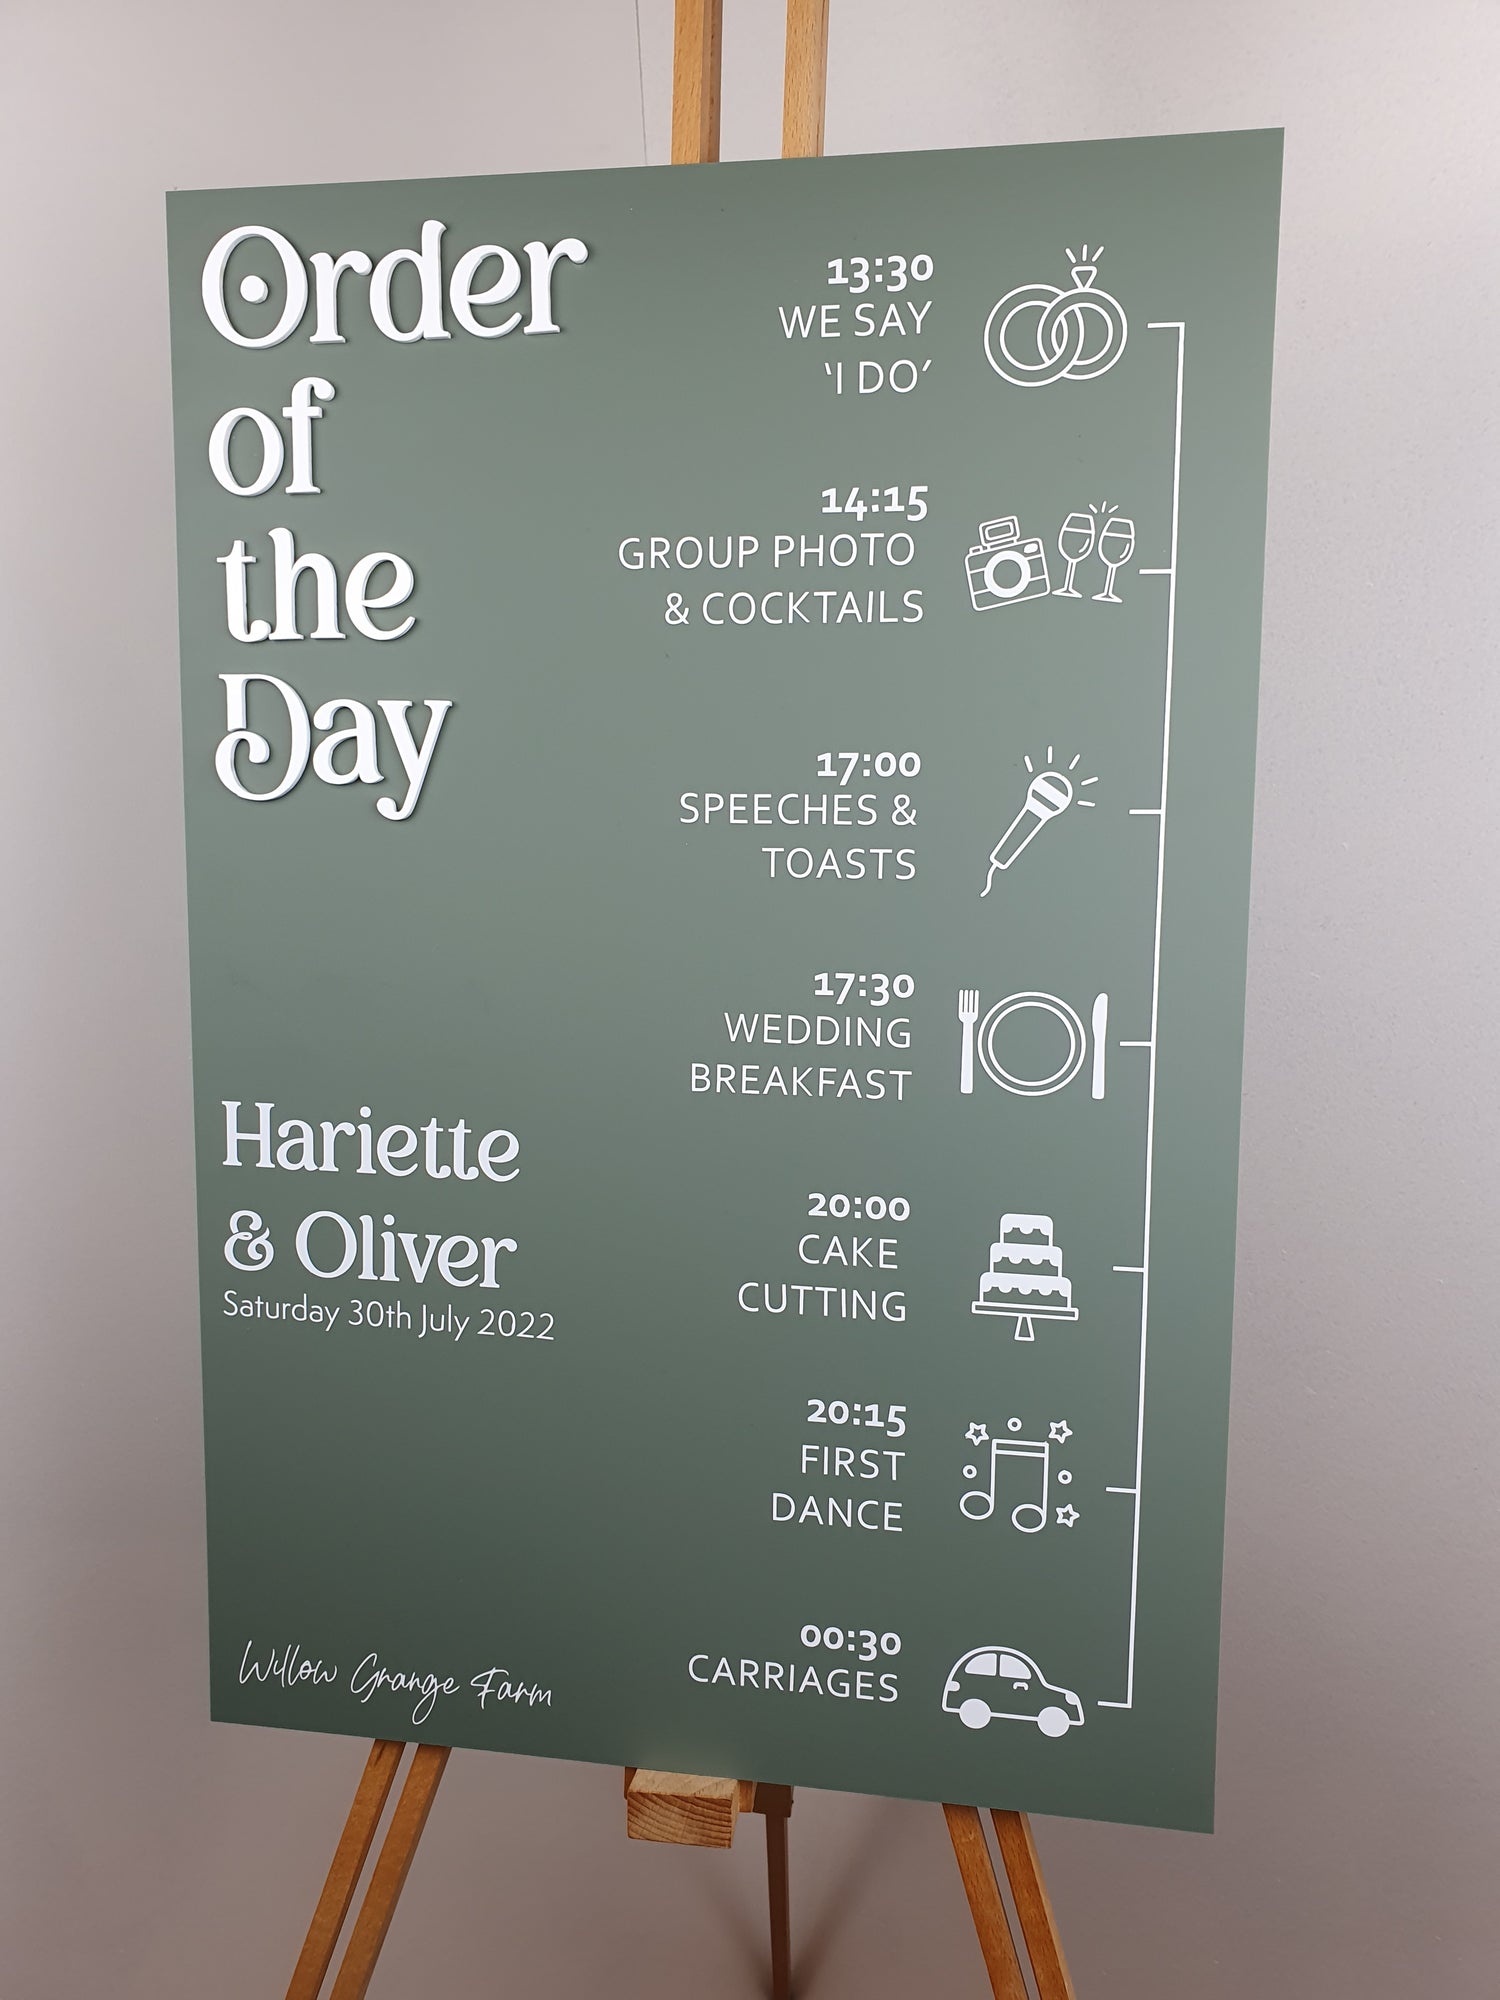 Order
of
the
Day
Hariette
& Oliver
Saturday 30th July 2022
Willow Grange Farm
13:30
WE SAY
‘I DO’
14:15
GROUP PHOTO
& COCKTAILS
17:00
SPEECHES &
TOASTS
17:30
WEDDING
BREAKFAST
20:00
CAKE
CUTTING
20:15
FIRST
DANCE
00:30
CARRIAGES